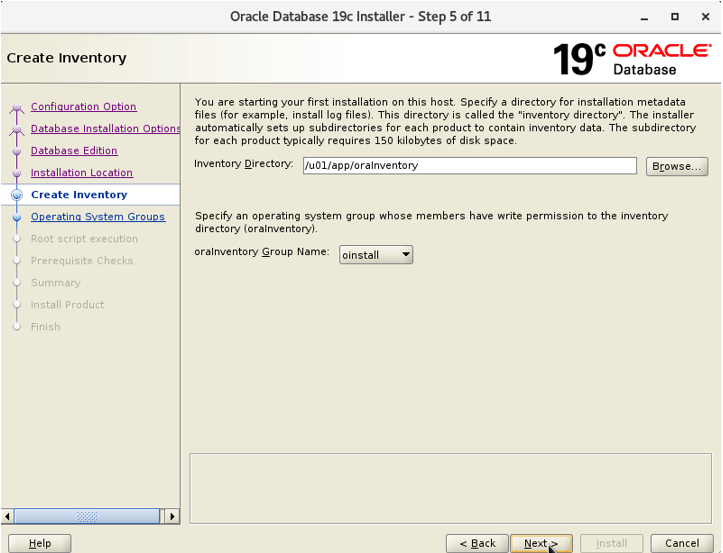 Oracle Database 19c Installer - Step 5 of 11
Create Inventory
19c ORACLE
Database
Configuration Option
Database Installation Options
Database Edition
Installation Location
Create Inventory
Operating System Groups
Root script execution
Prerequisite Checks
Summary
Install Product
Finish
You are starting your first installation on this host. Specify a directory for installation metadata
files (for example, install log files). This directory is called the "inventory directory". The installer
automatically sets up subdirectories for each product to contain inventory data. The subdirectory
for each product typically requires 150 kilobytes of disk space.
Inventory Directory: /u01/app/oraInventory Browse...
Specify an operating system group whose members have write permission to the inventory
directory (oraInventory).
oraInventory Group Name: oinstall
Help < Back Next > Install Cancel